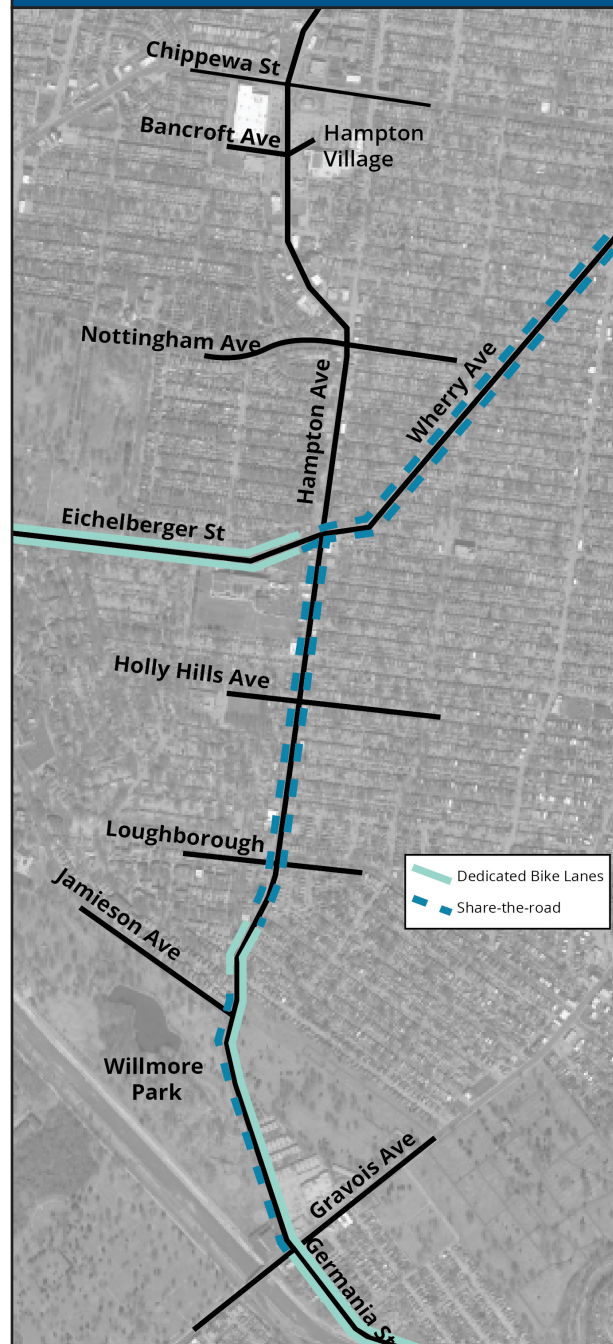 Chippewa St
Bancroft Ave
Hampton
Village
Nottingham Ave
Hampton Ave
Wherry Ave
Eichelberger St
Holly Hills Ave
Loughborough
Dedicated Bike Lanes
Share-the-road
Jamieson Ave
Willmore
Park
Gravois Ave
Germania St